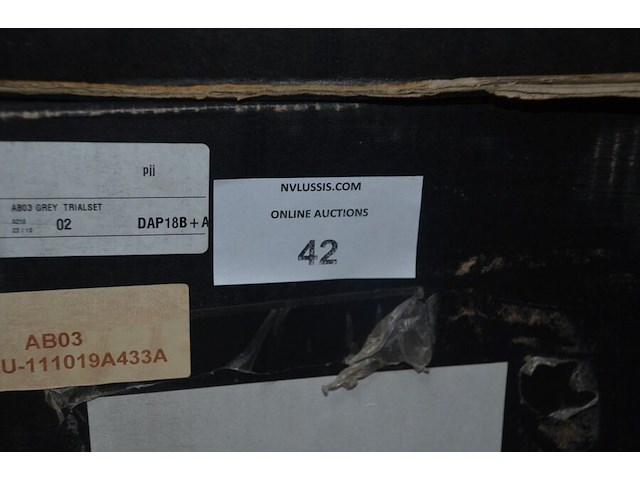 pjj
AB03 GREY TRIALSET
02 DAP18B+A
NVLUSSIS.COM
ONLINE AUCTIONS
42
AB03
U-111019A433A